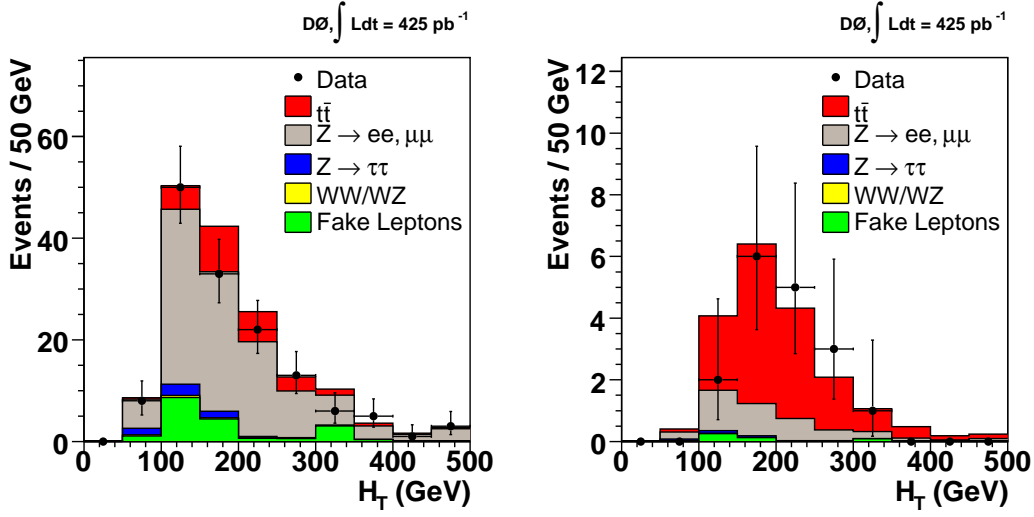 DØ, ∫ Ldt = 425 pb⁻¹
Events / 50 GeV
60
40
20
0
Data
tt̄
Z → ee, μμ
Z → ττ
WW/WZ
Fake Leptons
0 100 200 300 400 500
H_T (GeV)
DØ, ∫ Ldt = 425 pb⁻¹
Events / 50 GeV
12
10
8
6
4
2
0
Data
tt̄
Z → ee, μμ
Z → ττ
WW/WZ
Fake Leptons
0 100 200 300 400 500
H_T (GeV)